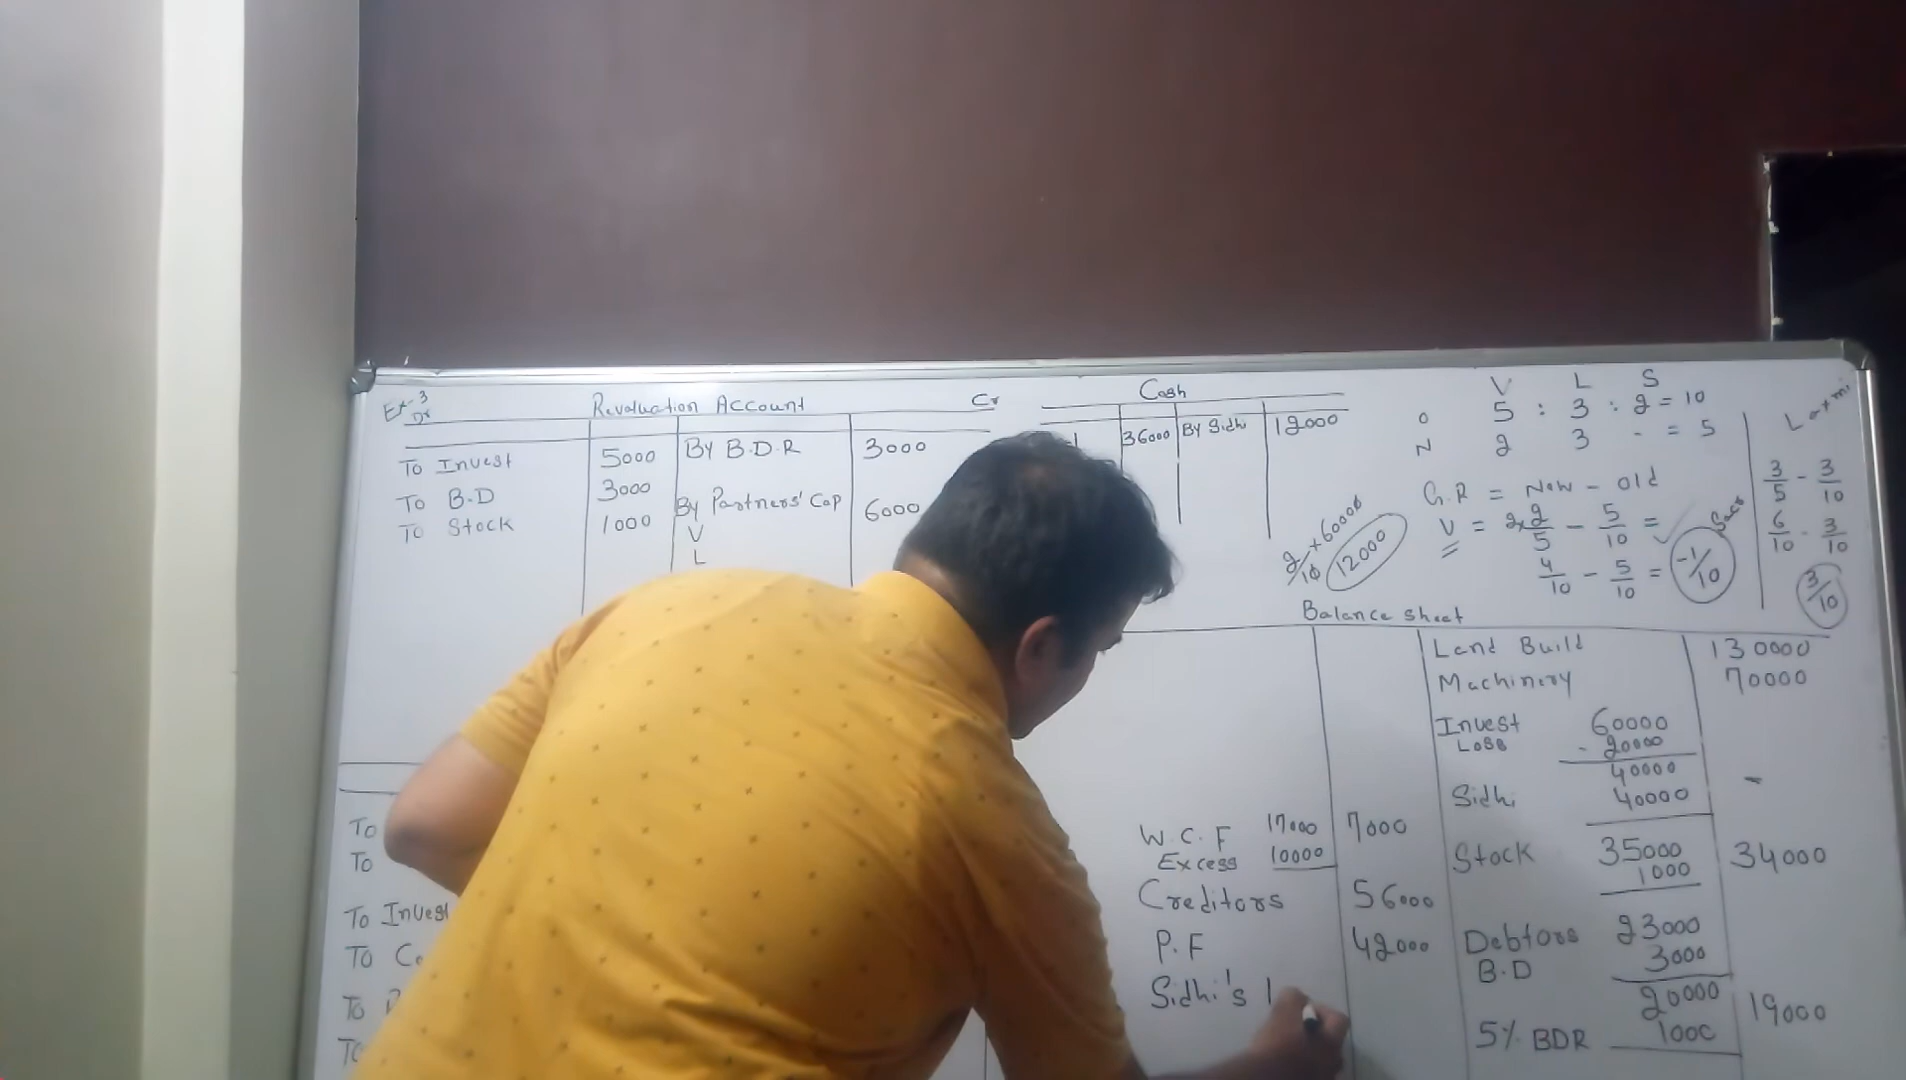 Ex-3
Dr Revaluation Account Cr
To Invest 5000 By B.D.R 3000
To B.D 3000
To Stock 1000 By Partners' Cap 6000
V
L
Cash
36000 By Sidhi 12000
V L S
O 5 : 3 : 2 = 10
N 2 3 - = 5
G.R = New - Old
V = 2x2/5 - 5/10 =
4/10 - 5/10 = -1/10 Sacr
2/10 x 60000
12000
3/5 - 3/10
6/10 - 3/10
3/10
Balance sheet
Land Build 130000
Machinery 70000
Invest 60000
Loss - 20000
40000
Sidhi 40000 -
W.C.F 17000 7000
Excess 10000
Stock 35000 34000
1000
Creditors 56000
P.F 42000
Debtors 23000
B.D 3000
20000
5% BDR 1000 19000
Sidhi's
To
To
To Invest
To
To
To